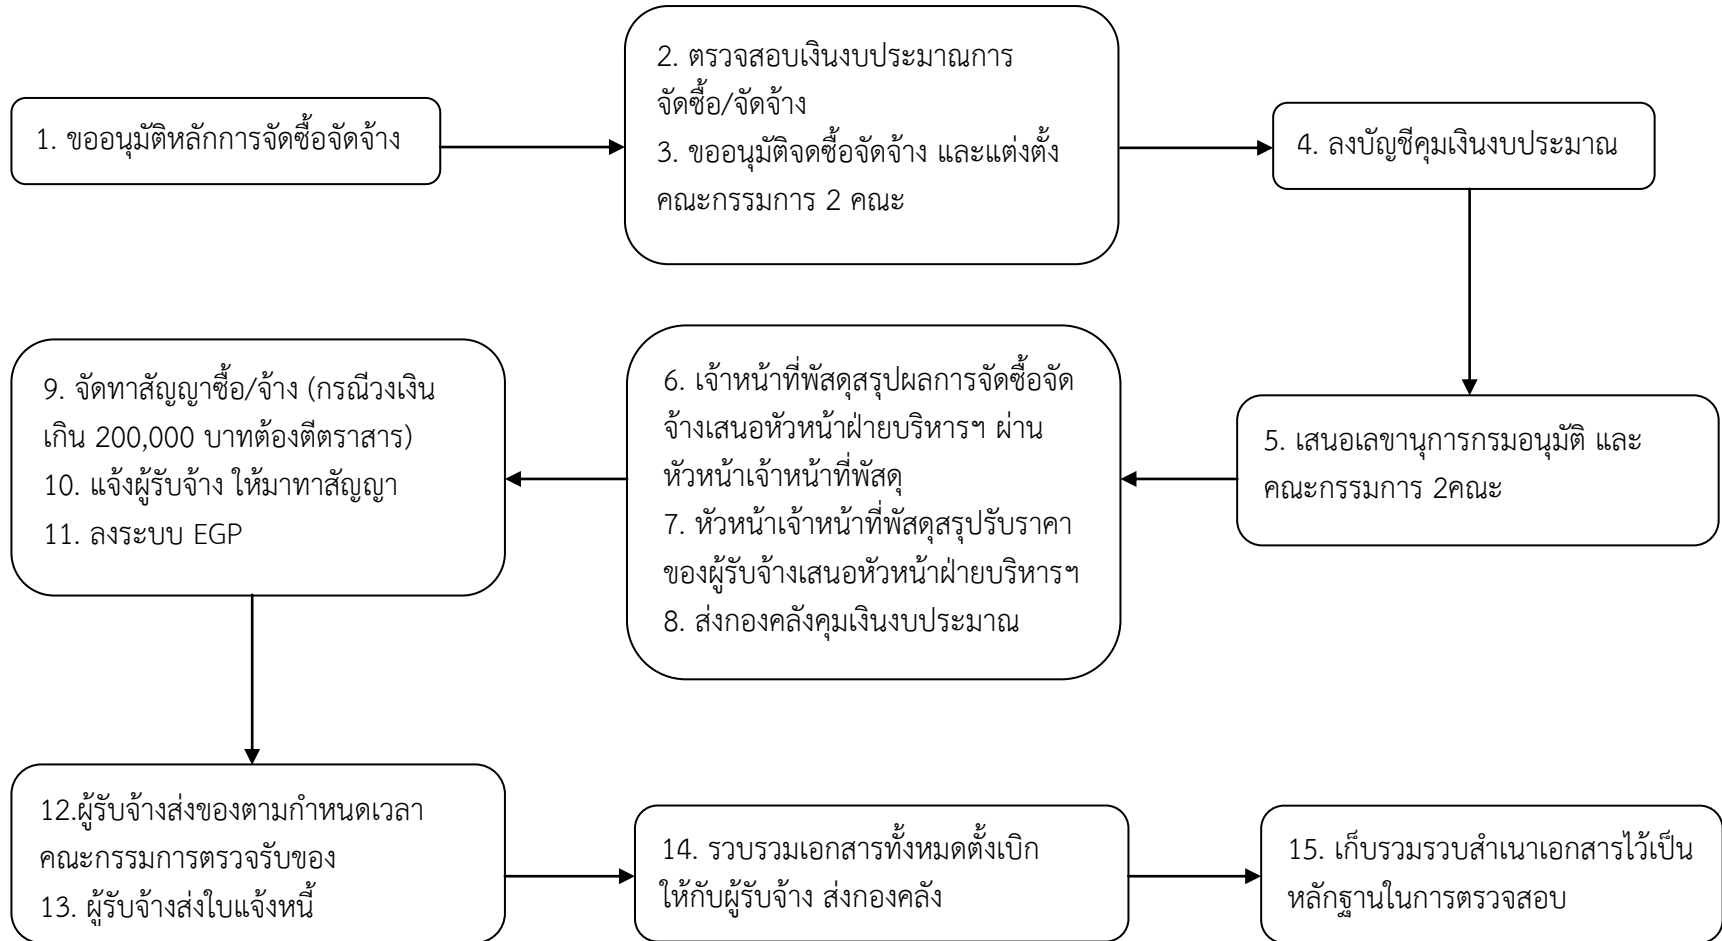 1. ขออนุมัติหลักการจัดซื้อจัดจ้าง
2. ตรวจสอบเงินงบประมาณการ
จัดซื้อ/จัดจ้าง
3. ขออนุมัติจดซื้อจัดจ้าง และแต่งตั้ง
คณะกรรมการ 2 คณะ
4. ลงบัญชีคุมเงินงบประมาณ
5. เสนอเลขานุการกรมอนุมัติ และ
คณะกรรมการ 2คณะ
6. เจ้าหน้าที่พัสดุสรุปผลการจัดซื้อจัด
จ้างเสนอหัวหน้าฝ่ายบริหารฯ ผ่าน
หัวหน้าเจ้าหน้าที่พัสดุ
7. หัวหน้าเจ้าหน้าที่พัสดุสรุปรับราคา
ของผู้รับจ้างเสนอหัวหน้าฝ่ายบริหารฯ
8. ส่งกองคลังคุมเงินงบประมาณ
9. จัดทาสัญญาซื้อ/จ้าง (กรณีวงเงิน
เกิน 200,000 บาทต้องตีตราสาร)
10. แจ้งผู้รับจ้าง ให้มาทาสัญญา
11. ลงระบบ EGP
12.ผู้รับจ้างส่งของตามกำหนดเวลา
คณะกรรมการตรวจรับของ
13. ผู้รับจ้างส่งใบแจ้งหนี้
14. รวบรวมเอกสารทั้งหมดตั้งเบิก
ให้กับผู้รับจ้าง ส่งกองคลัง
15. เก็บรวมรวบสำเนาเอกสารไว้เป็น
หลักฐานในการตรวจสอบ